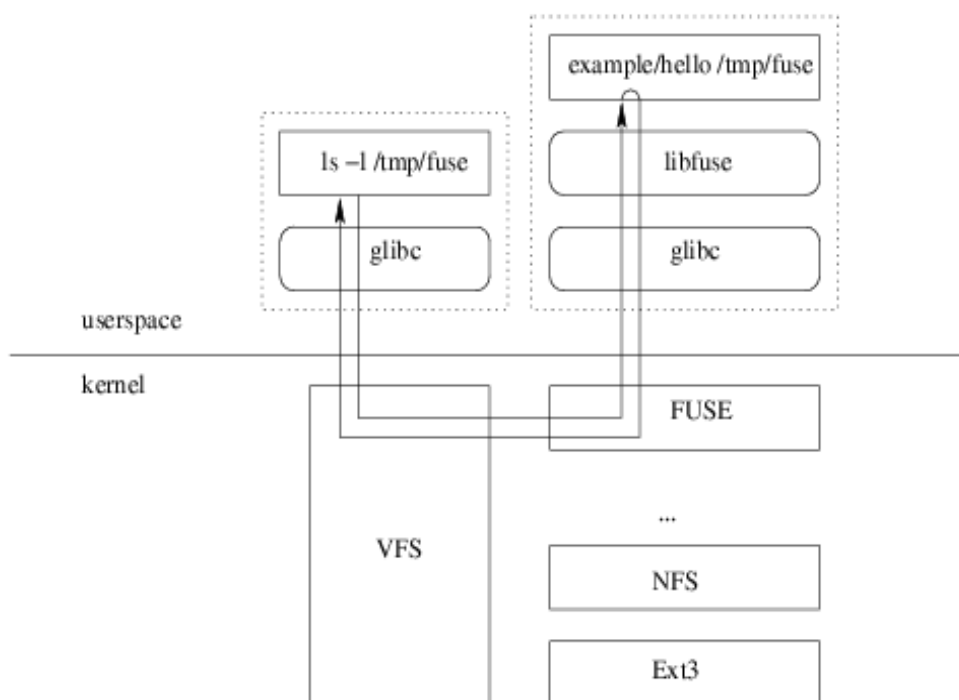 example/hello /tmp/fuse
ls –l /tmp/fuse
libfuse
glibc
glibc
userspace
kernel
FUSE
...
VFS
NFS
Ext3